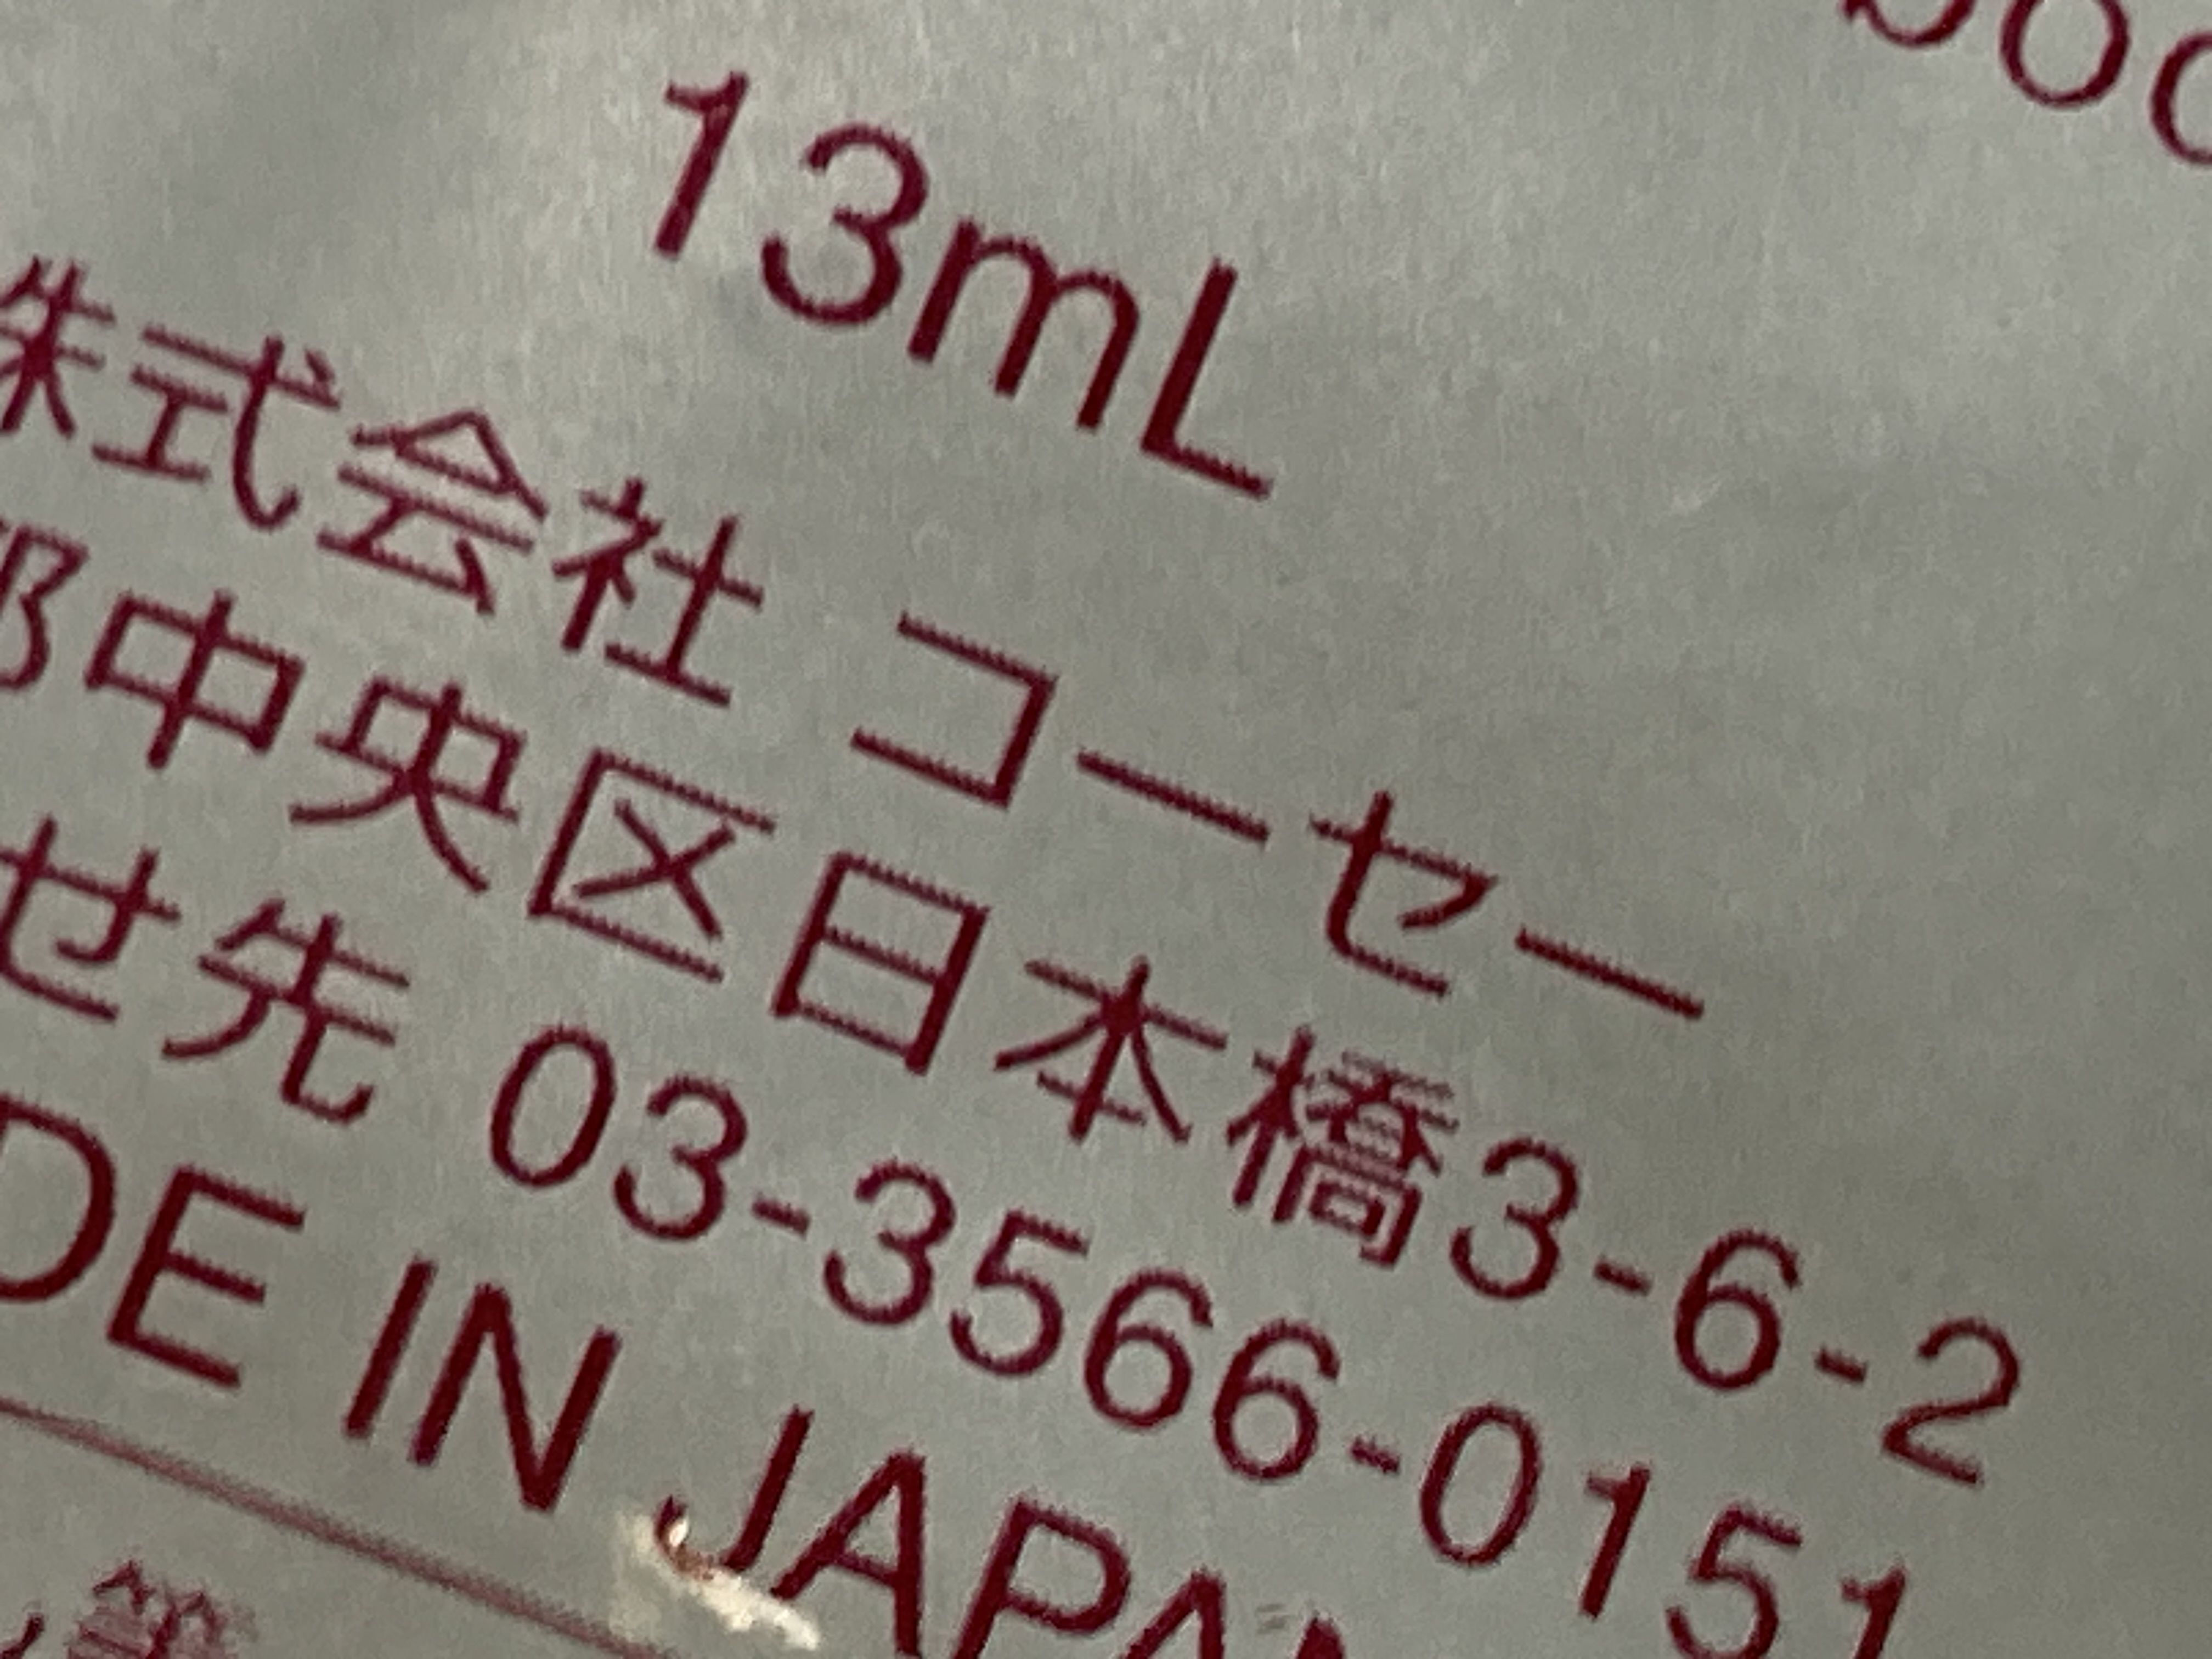 13mL
株式会社 コーセー
都中央区日本橋3-6-2
せ先 03-3566-0151
DE IN JAPAN